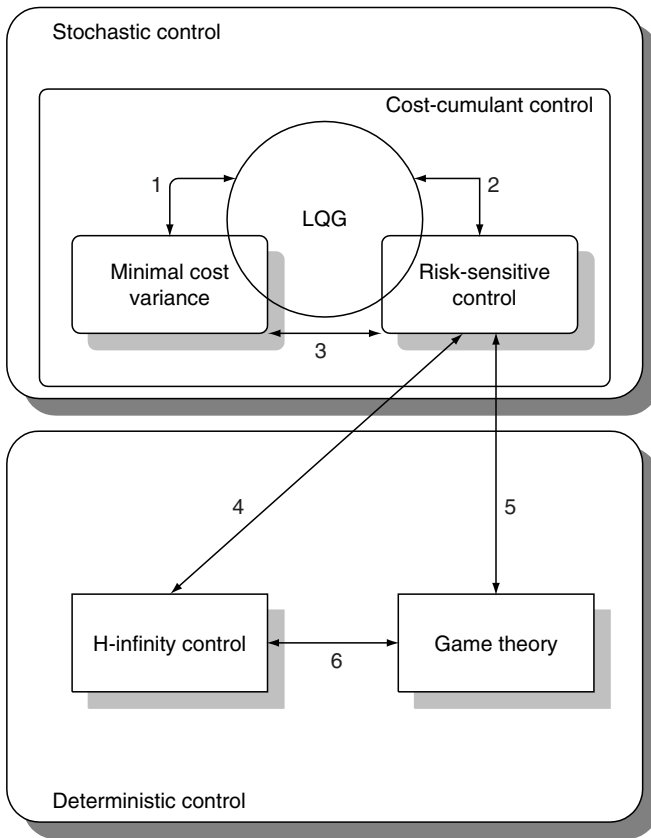 Stochastic control
Cost-cumulant control
1
2
LQG
Minimal cost
variance
Risk-sensitive
control
3
4
5
H-infinity control
Game theory
6
Deterministic control